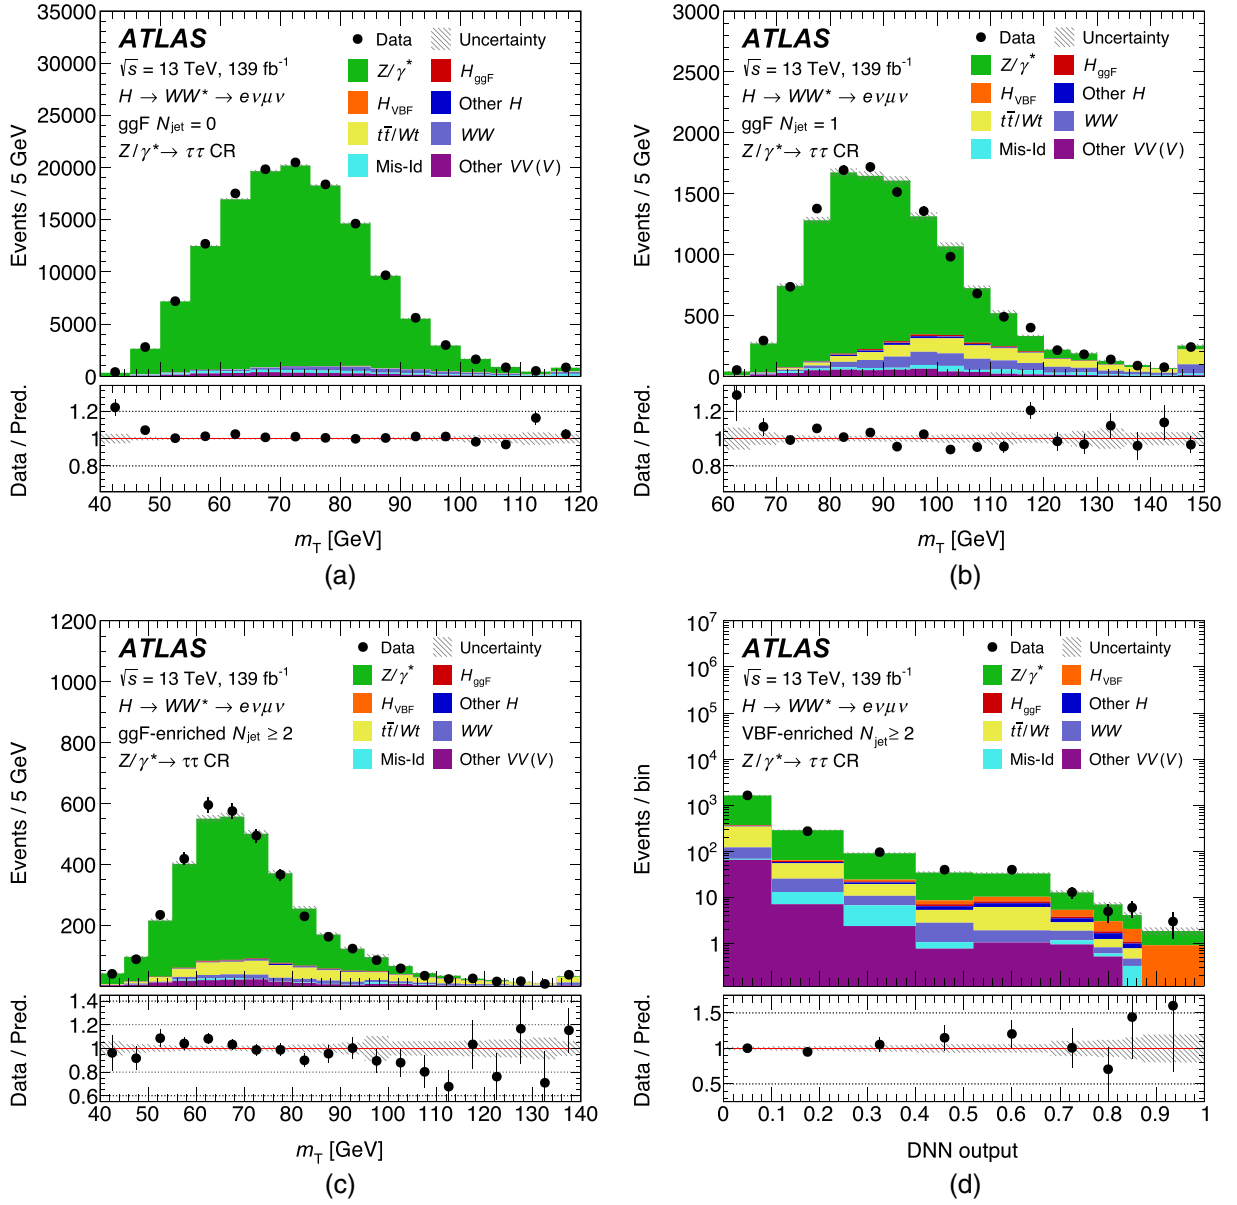 ATLAS
√s = 13 TeV, 139 fb⁻¹
H → WW* → eνμν
ggF N_jet = 0
Z/γ* → ττ CR
Data
Uncertainty
Z/γ*
H_ggF
H_VBF
Other H
tt̄/Wt
WW
Mis-Id
Other VV(V)
Events / 5 GeV
35000
30000
25000
20000
15000
10000
5000
0
Data / Pred.
1.2
1
0.8
40 50 60 70 80 90 100 110 120
m_T [GeV]
(a)
ATLAS
√s = 13 TeV, 139 fb⁻¹
H → WW* → eνμν
ggF N_jet = 1
Z/γ* → ττ CR
Data
Uncertainty
Z/γ*
H_ggF
H_VBF
Other H
tt̄/Wt
WW
Mis-Id
Other VV(V)
Events / 5 GeV
3000
2500
2000
1500
1000
500
0
Data / Pred.
1.2
1
0.8
60 70 80 90 100 110 120 130 140 150
m_T [GeV]
(b)
ATLAS
√s = 13 TeV, 139 fb⁻¹
H → WW* → eνμν
ggF-enriched N_jet ≥ 2
Z/γ* → ττ CR
Data
Uncertainty
Z/γ*
H_ggF
H_VBF
Other H
tt̄/Wt
WW
Mis-Id
Other VV(V)
Events / 5 GeV
1200
1000
800
600
400
200
Data / Pred.
1.4
1.2
1
0.8
0.6
40 50 60 70 80 90 100 110 120 130 140
m_T [GeV]
(c)
ATLAS
√s = 13 TeV, 139 fb⁻¹
H → WW* → eνμν
VBF-enriched N_jet ≥ 2
Z/γ* → ττ CR
Data
Uncertainty
Z/γ*
H_VBF
H_ggF
Other H
tt̄/Wt
WW
Mis-Id
Other VV(V)
Events / bin
10⁷
10⁶
10⁵
10⁴
10³
10²
10
1
Data / Pred.
1.5
1
0.5
0 0.1 0.2 0.3 0.4 0.5 0.6 0.7 0.8 0.9 1
DNN output
(d)